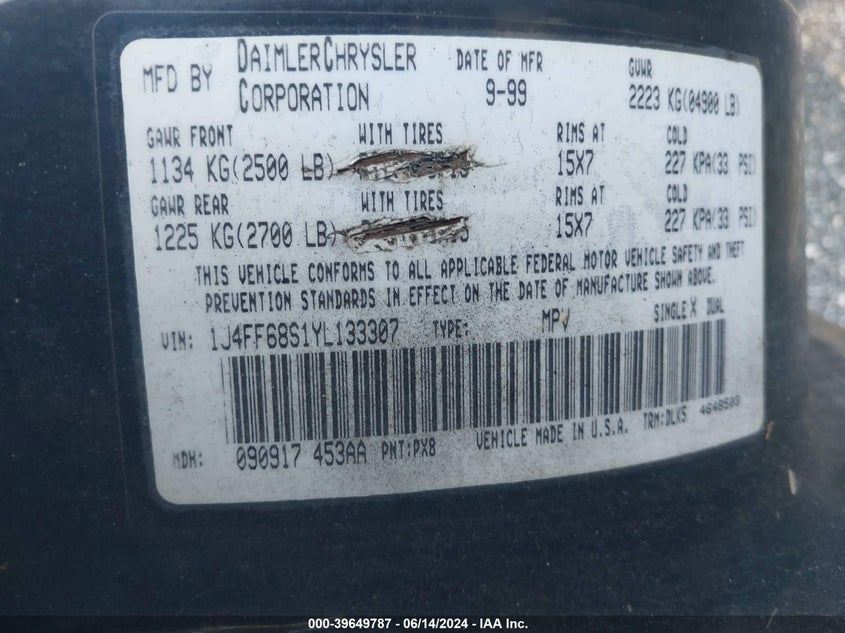 MFD BY DAIMLERCHRYSLER CORPORATION DATE OF MFR 9-99 GVWR 2223 KG(04900 LB)
GAWR FRONT WITH TIRES RIMS AT COLD
1134 KG(2500 LB) 15X7 227 KPA(33 PSI)
GAWR REAR WITH TIRES RIMS AT COLD
1225 KG(2700 LB) 15X7 227 KPA(33 PSI)
THIS VEHICLE CONFORMS TO ALL APPLICABLE FEDERAL MOTOR VEHICLE SAFETY AND THEFT
PREVENTION STANDARDS IN EFFECT ON THE DATE OF MANUFACTURE SHOWN ABOVE.
VIN: 1J4FF68S1YL133307 TYPE: MPV SINGLE X DUAL
MDH: 090917 453AA PNT:PX8 VEHICLE MADE IN U.S.A. TRM:DLK5 4648503
000-39649787 - 06/14/2024 - IAA Inc.